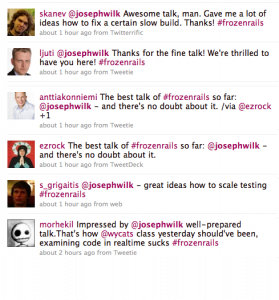 skanev @josephwilk Awesome talk, man. Gave me a lot of
ideas how to fix a certain slow build. Thanks! #frozenrails
about 1 hour ago from Twitterrific
ljuti @josephwilk Thanks for the fine talk! We're thrilled to
have you here! #frozenrails
about 1 hour ago from Tweetie
anttiakonniemi The best talk of #frozenrails so far:
@josephwilk - and there's no doubt about it. /via @ezrock
+1
about 1 hour ago from Tweetie
ezrock The best talk of #frozenrails so far: @josephwilk -
and there's no doubt about it.
about 1 hour ago from TweetDeck
s_grigaitis @josephwilk - great ideas how to scale testing
#frozenrails
about 1 hour ago from web
morhekil Impressed by @josephwilk well-prepared
talk.That's how @wycats class yesterday should've been,
examining code in realtime sucks #frozenrails
about 2 hours ago from Tweetie